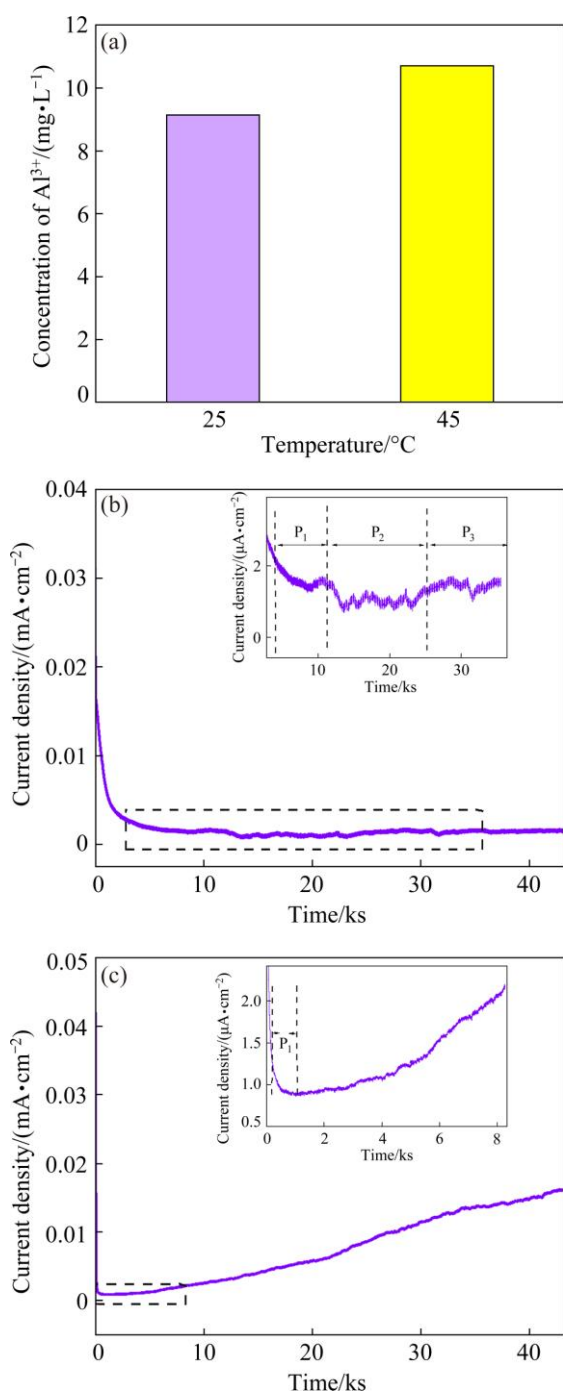 (a)
12
10
8
6
4
2
0
Concentration of Al³⁺/(mg•L⁻¹)
25
45
Temperature/°C
(b)
0.04
0.03
0.02
0.01
0
Current density/(mA•cm⁻²)
0
10
20
30
40
Time/ks
Current density/(μA•cm⁻²)
2
0
P₁
P₂
P₃
10
20
30
Time/ks
(c)
0.05
0.04
0.03
0.02
0.01
0
Current density/(mA•cm⁻²)
0
10
20
30
40
Time/ks
Current density/(μA•cm⁻²)
2.0
1.5
1.0
0.5
P₁
0
2
4
6
8
Time/ks